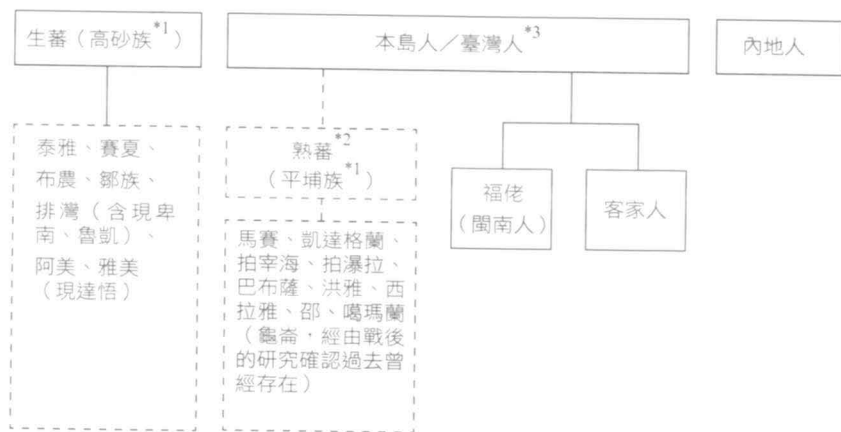 生蕃（高砂族*1）
本島人／臺灣人*3
內地人
泰雅、賽夏、
布農、鄒族、
排灣（含現卑
南、魯凱）、
阿美、雅美
（現達悟）
熟蕃*2
（平埔族*1）
馬賽、凱達格蘭、
拍宰海、拍瀑拉、
巴布薩、洪雅、西
拉雅、邵、噶瑪蘭
（龜崙，經由戰後
的研究確認過去曾
經存在）
福佬
（閩南人）
客家人